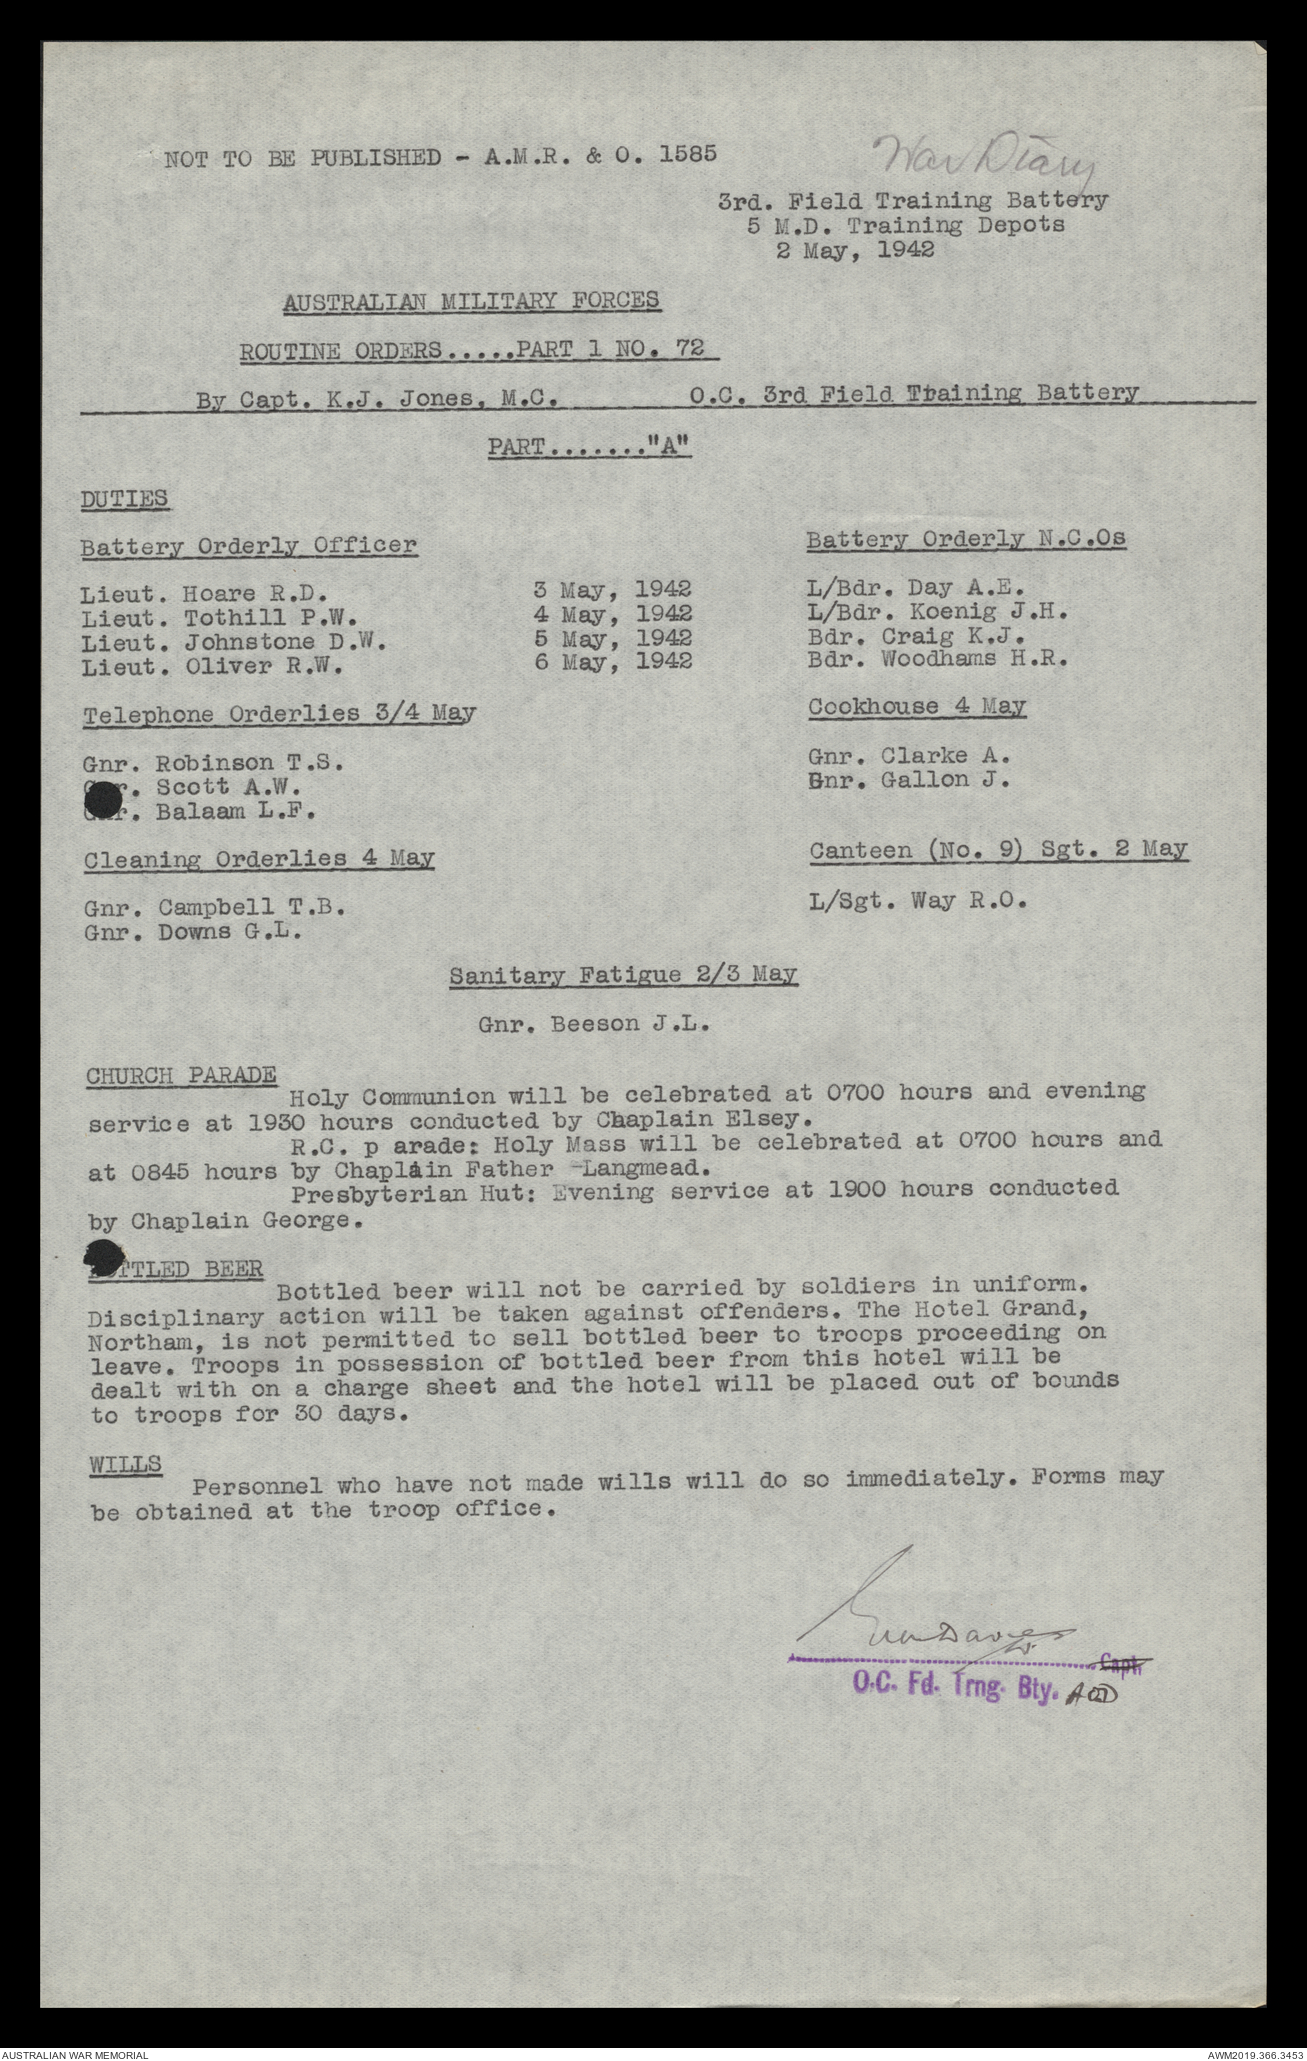 NOT TO BE PUBLISHED - A.M.R. & O. 1585
War Diary
3rd. Field Training Battery
5 M.D. Training Depots
2 May, 1942
AUSTRALIAN MILITARY FORCES
ROUTINE ORDERS.....PART 1 NO. 72
By Capt. K.J. Jones, M.C. O.C. 3rd Field Training Battery
PART......."A"
DUTIES
Battery Orderly Officer Battery Orderly N.C.Os
Lieut. Hoare R.D. 3 May, 1942 L/Bdr. Day A.E.
Lieut. Tothill P.W. 4 May, 1942 L/Bdr. Koenig J.H.
Lieut. Johnstone D.W. 5 May, 1942 Bdr. Craig K.J.
Lieut. Oliver R.W. 6 May, 1942 Bdr. Woodhams H.R.
Telephone Orderlies 3/4 May Cookhouse 4 May
Gnr. Robinson T.S. Gnr. Clarke A.
Gnr. Scott A.W. Gnr. Gallon J.
Gnr. Balaam L.F.
Cleaning Orderlies 4 May Canteen (No. 9) Sgt. 2 May
Gnr. Campbell T.B. L/Sgt. Way R.O.
Gnr. Downs G.L.
Sanitary Fatigue 2/3 May
Gnr. Beeson J.L.
CHURCH PARADE
Holy Communion will be celebrated at 0700 hours and evening
service at 1930 hours conducted by Chaplain Elsey.
R.C. p arade: Holy Mass will be celebrated at 0700 hours and
at 0845 hours by Chaplain Father -Langmead.
Presbyterian Hut: Evening service at 1900 hours conducted
by Chaplain George.
BOTTLED BEER
Bottled beer will not be carried by soldiers in uniform.
Disciplinary action will be taken against offenders. The Hotel Grand,
Northam, is not permitted to sell bottled beer to troops proceeding on
leave. Troops in possession of bottled beer from this hotel will be
dealt with on a charge sheet and the hotel will be placed out of bounds
to troops for 30 days.
WILLS
Personnel who have not made wills will do so immediately. Forms may
be obtained at the troop office.
Davies
Capt.
O.C. Fd. Trng. Bty.
AUSTRALIAN WAR MEMORIAL AWM2019.366.3453